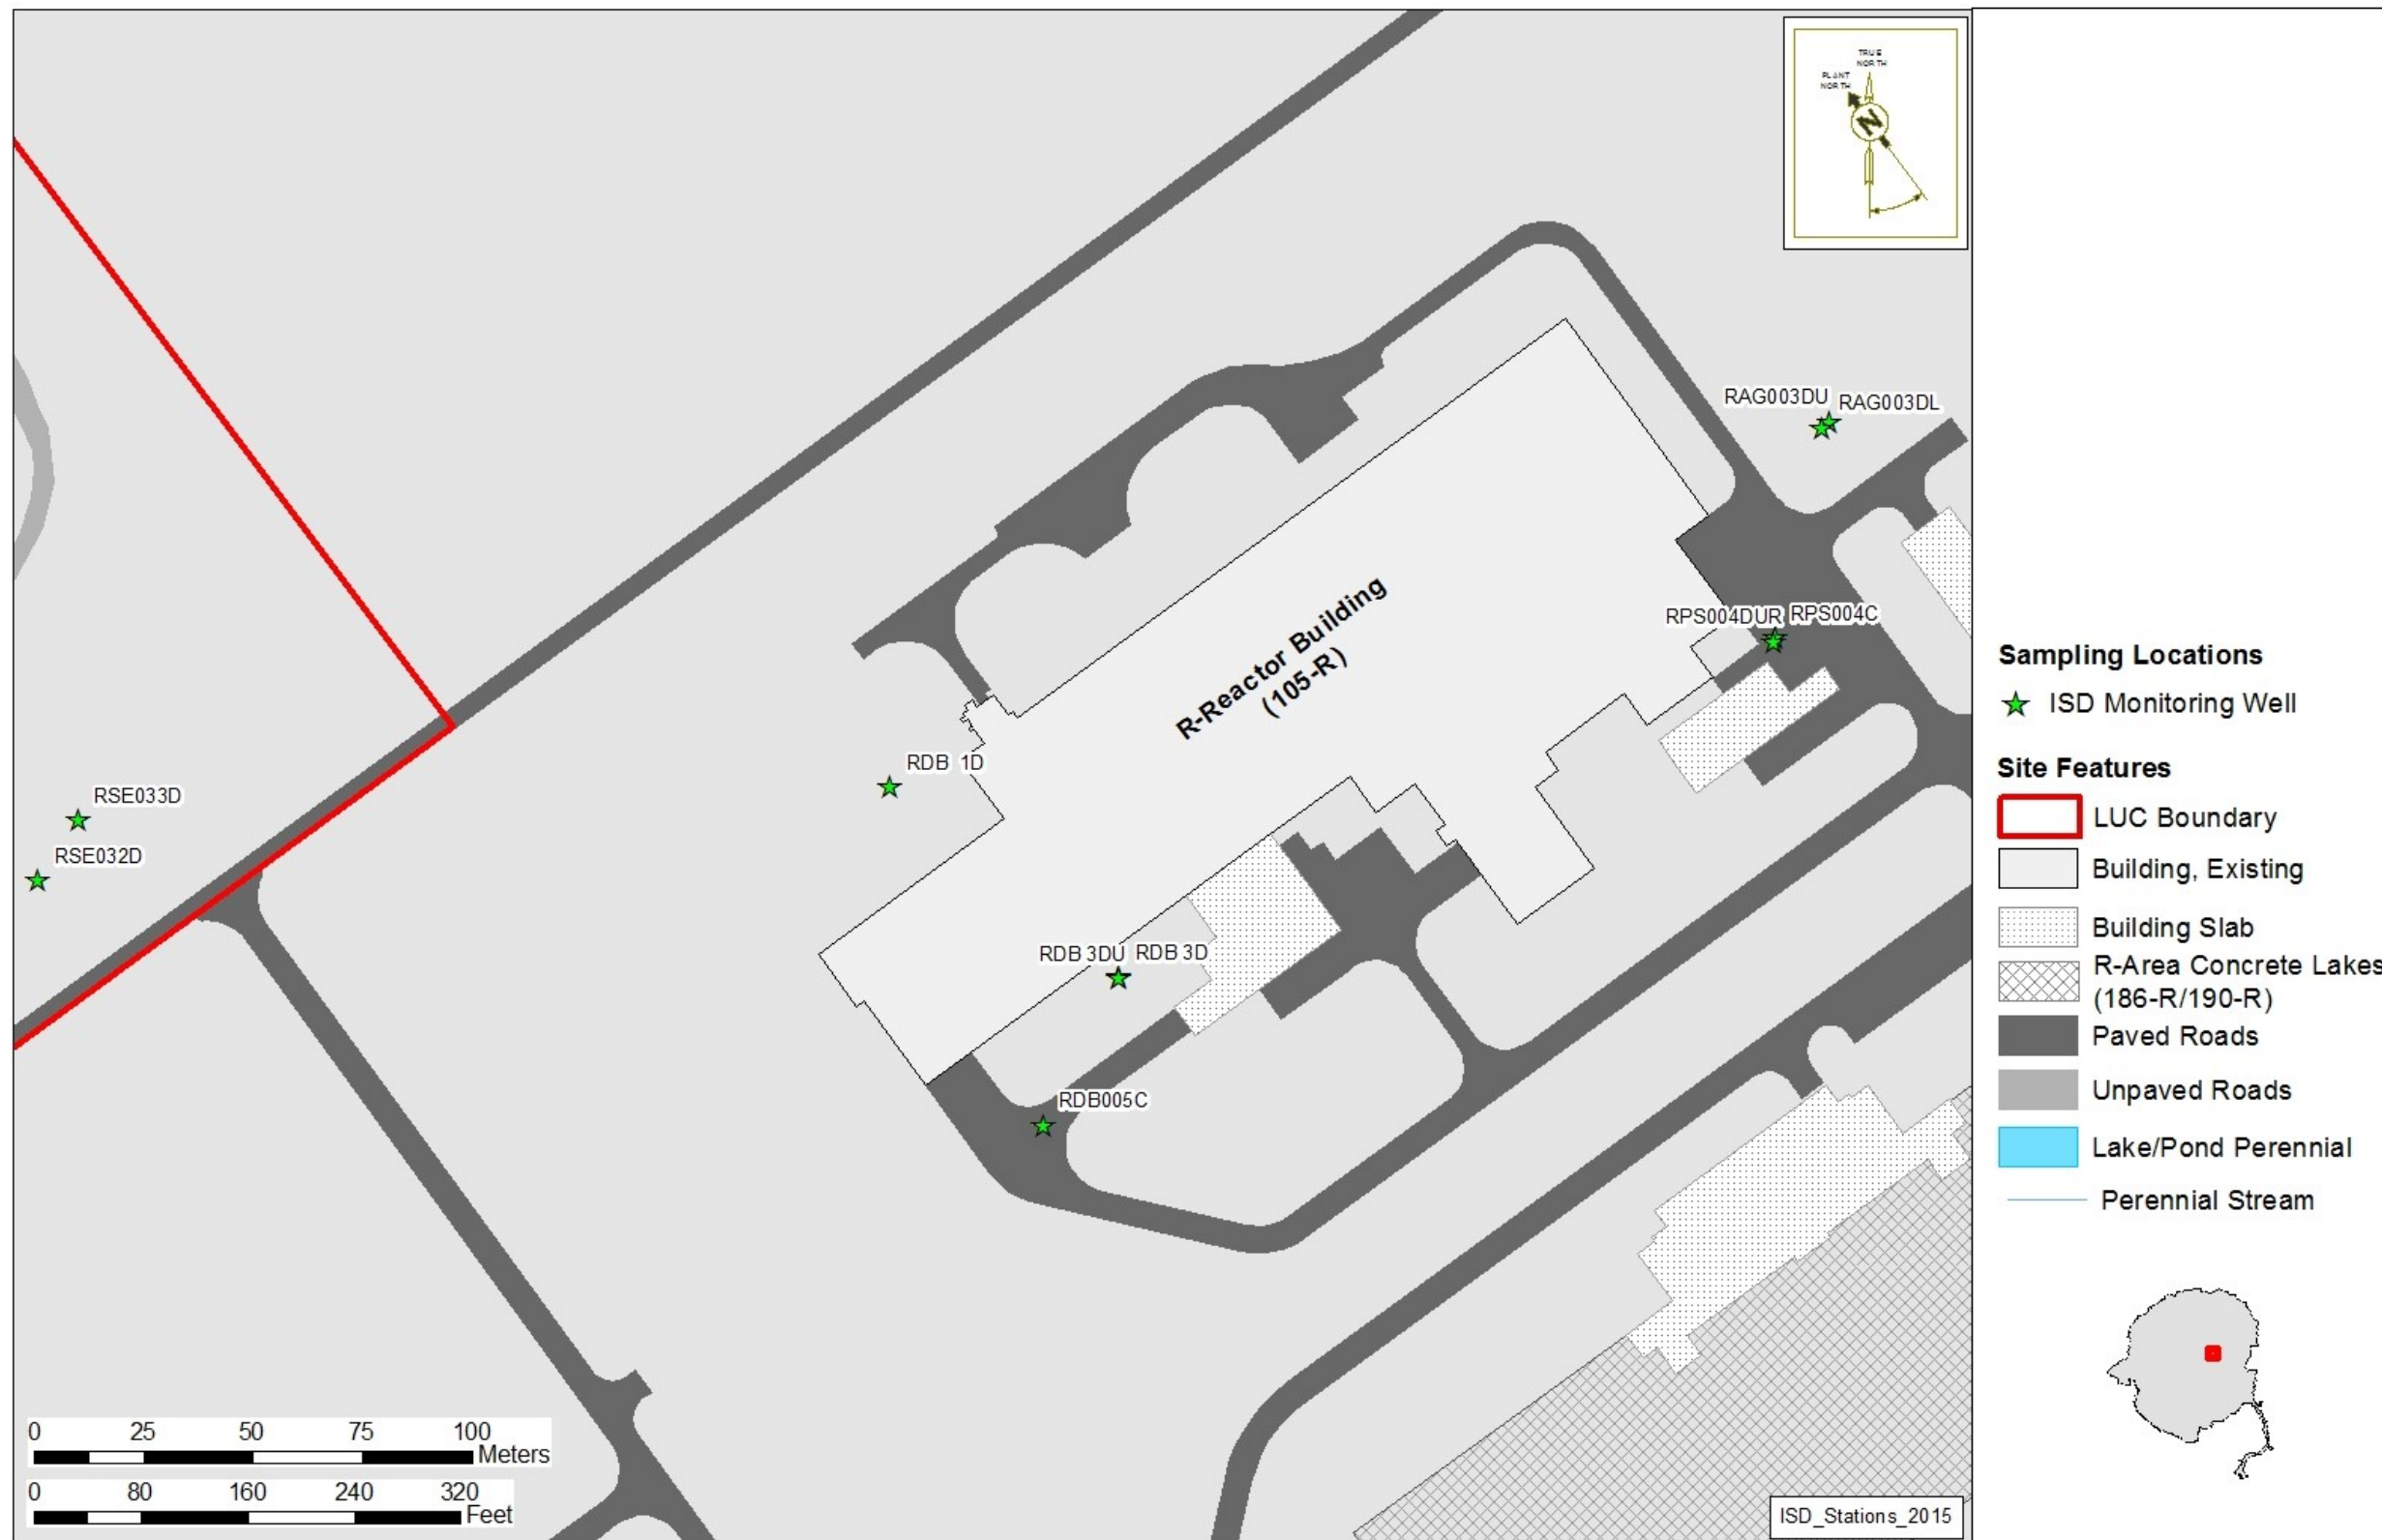 TRUE
NORTH
PLANT
NORTH
N
RAG003DU
RAG003DL
R-Reactor Building
(105-R)
RPS004DUR
RPS004C
RDB 1D
RSE033D
RSE032D
RDB 3DU
RDB 3D
RDB005C
0 25 50 75 100
Meters
0 80 160 240 320
Feet
ISD_Stations_2015
Sampling Locations
ISD Monitoring Well
Site Features
LUC Boundary
Building, Existing
Building Slab
R-Area Concrete Lakes
(186-R/190-R)
Paved Roads
Unpaved Roads
Lake/Pond Perennial
Perennial Stream